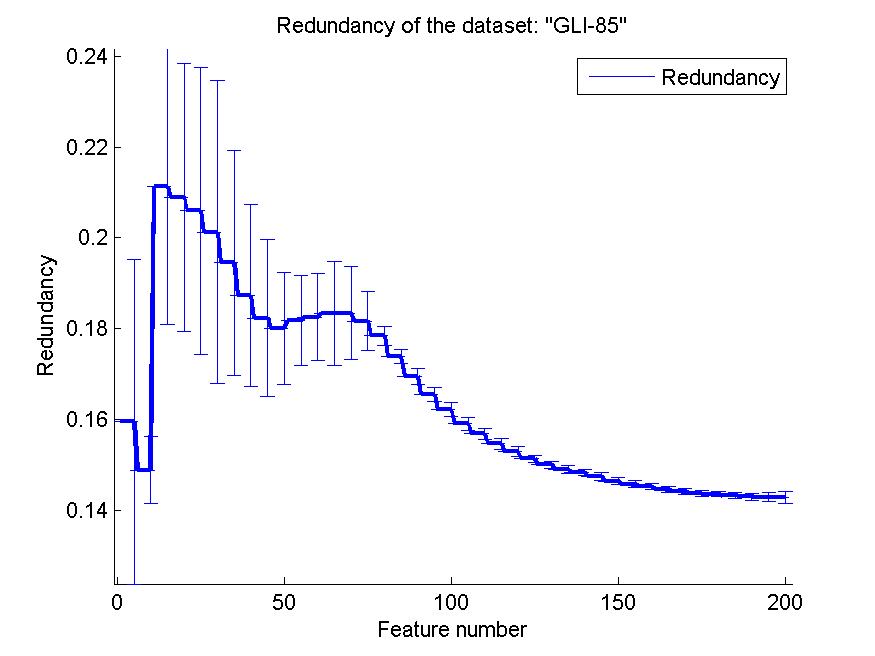 Redundancy of the dataset: "GLI-85"
Redundancy
0.24
0.22
0.2
0.18
0.16
0.14
Redundancy
0 50 100 150 200
Feature number